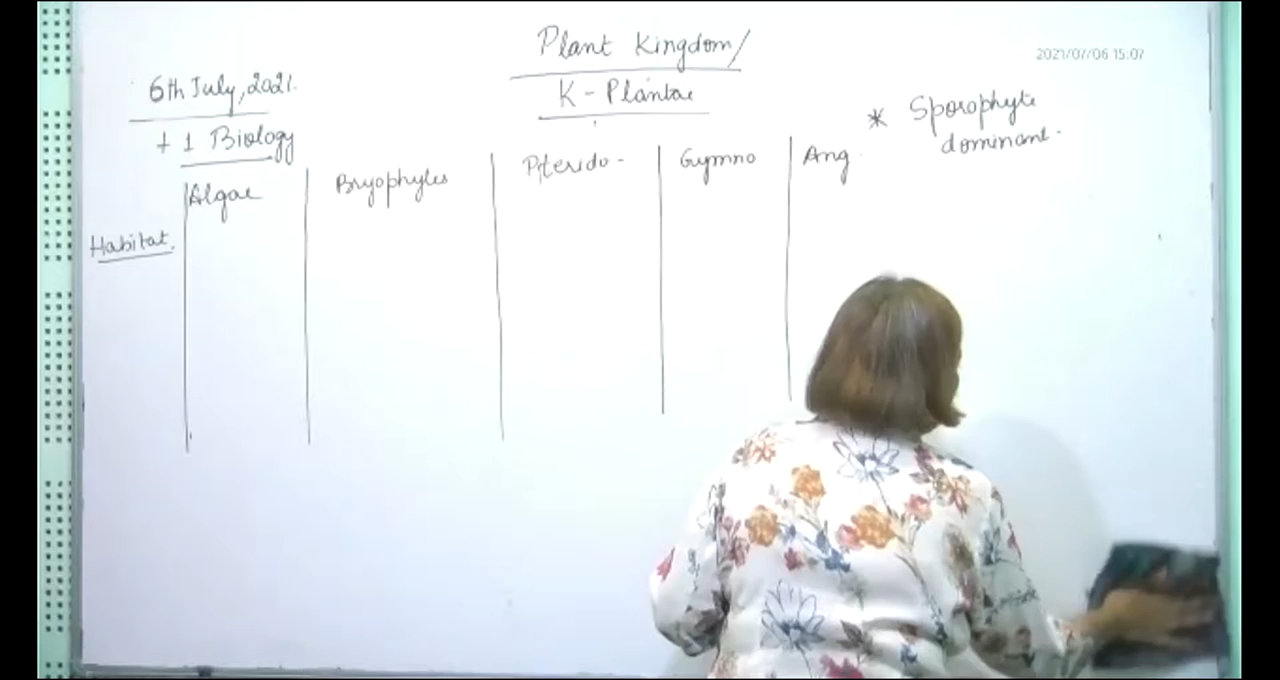 Plant Kingdom/
K - Plantae
2021/07/06 15:07
6th July, 2021.
+ 1 Biology
* Sporophyte
dominant.
Algae Bryophytes Pterido - Gymno Ang.
Habitat.